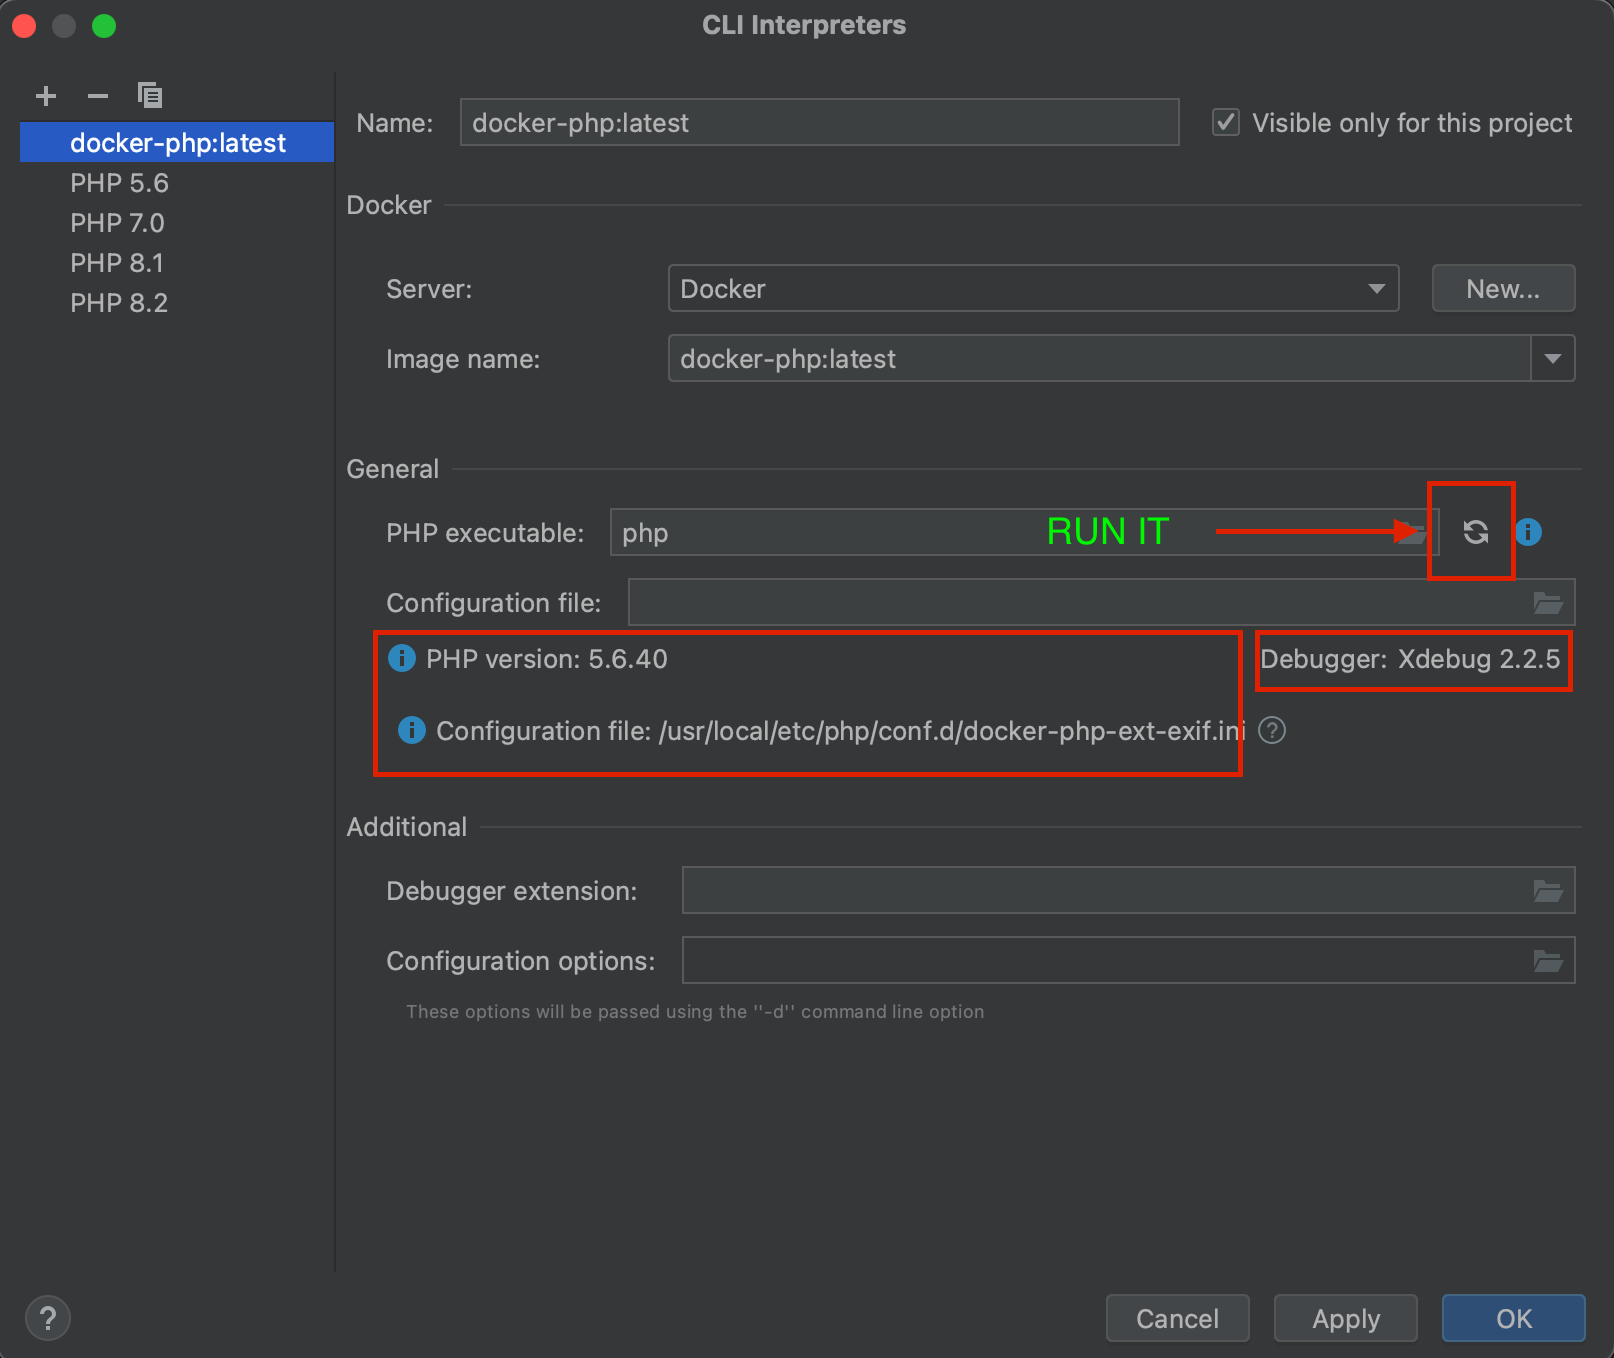 CLI Interpreters
docker-php:latest
PHP 5.6
PHP 7.0
PHP 8.1
PHP 8.2
Name: docker-php:latest Visible only for this project
Docker
Server: Docker New...
Image name: docker-php:latest
General
PHP executable: php RUN IT
Configuration file:
PHP version: 5.6.40 Debugger: Xdebug 2.2.5
Configuration file: /usr/local/etc/php/conf.d/docker-php-ext-exif.ini
Additional
Debugger extension:
Configuration options:
These options will be passed using the ''-d'' command line option
? Cancel Apply OK